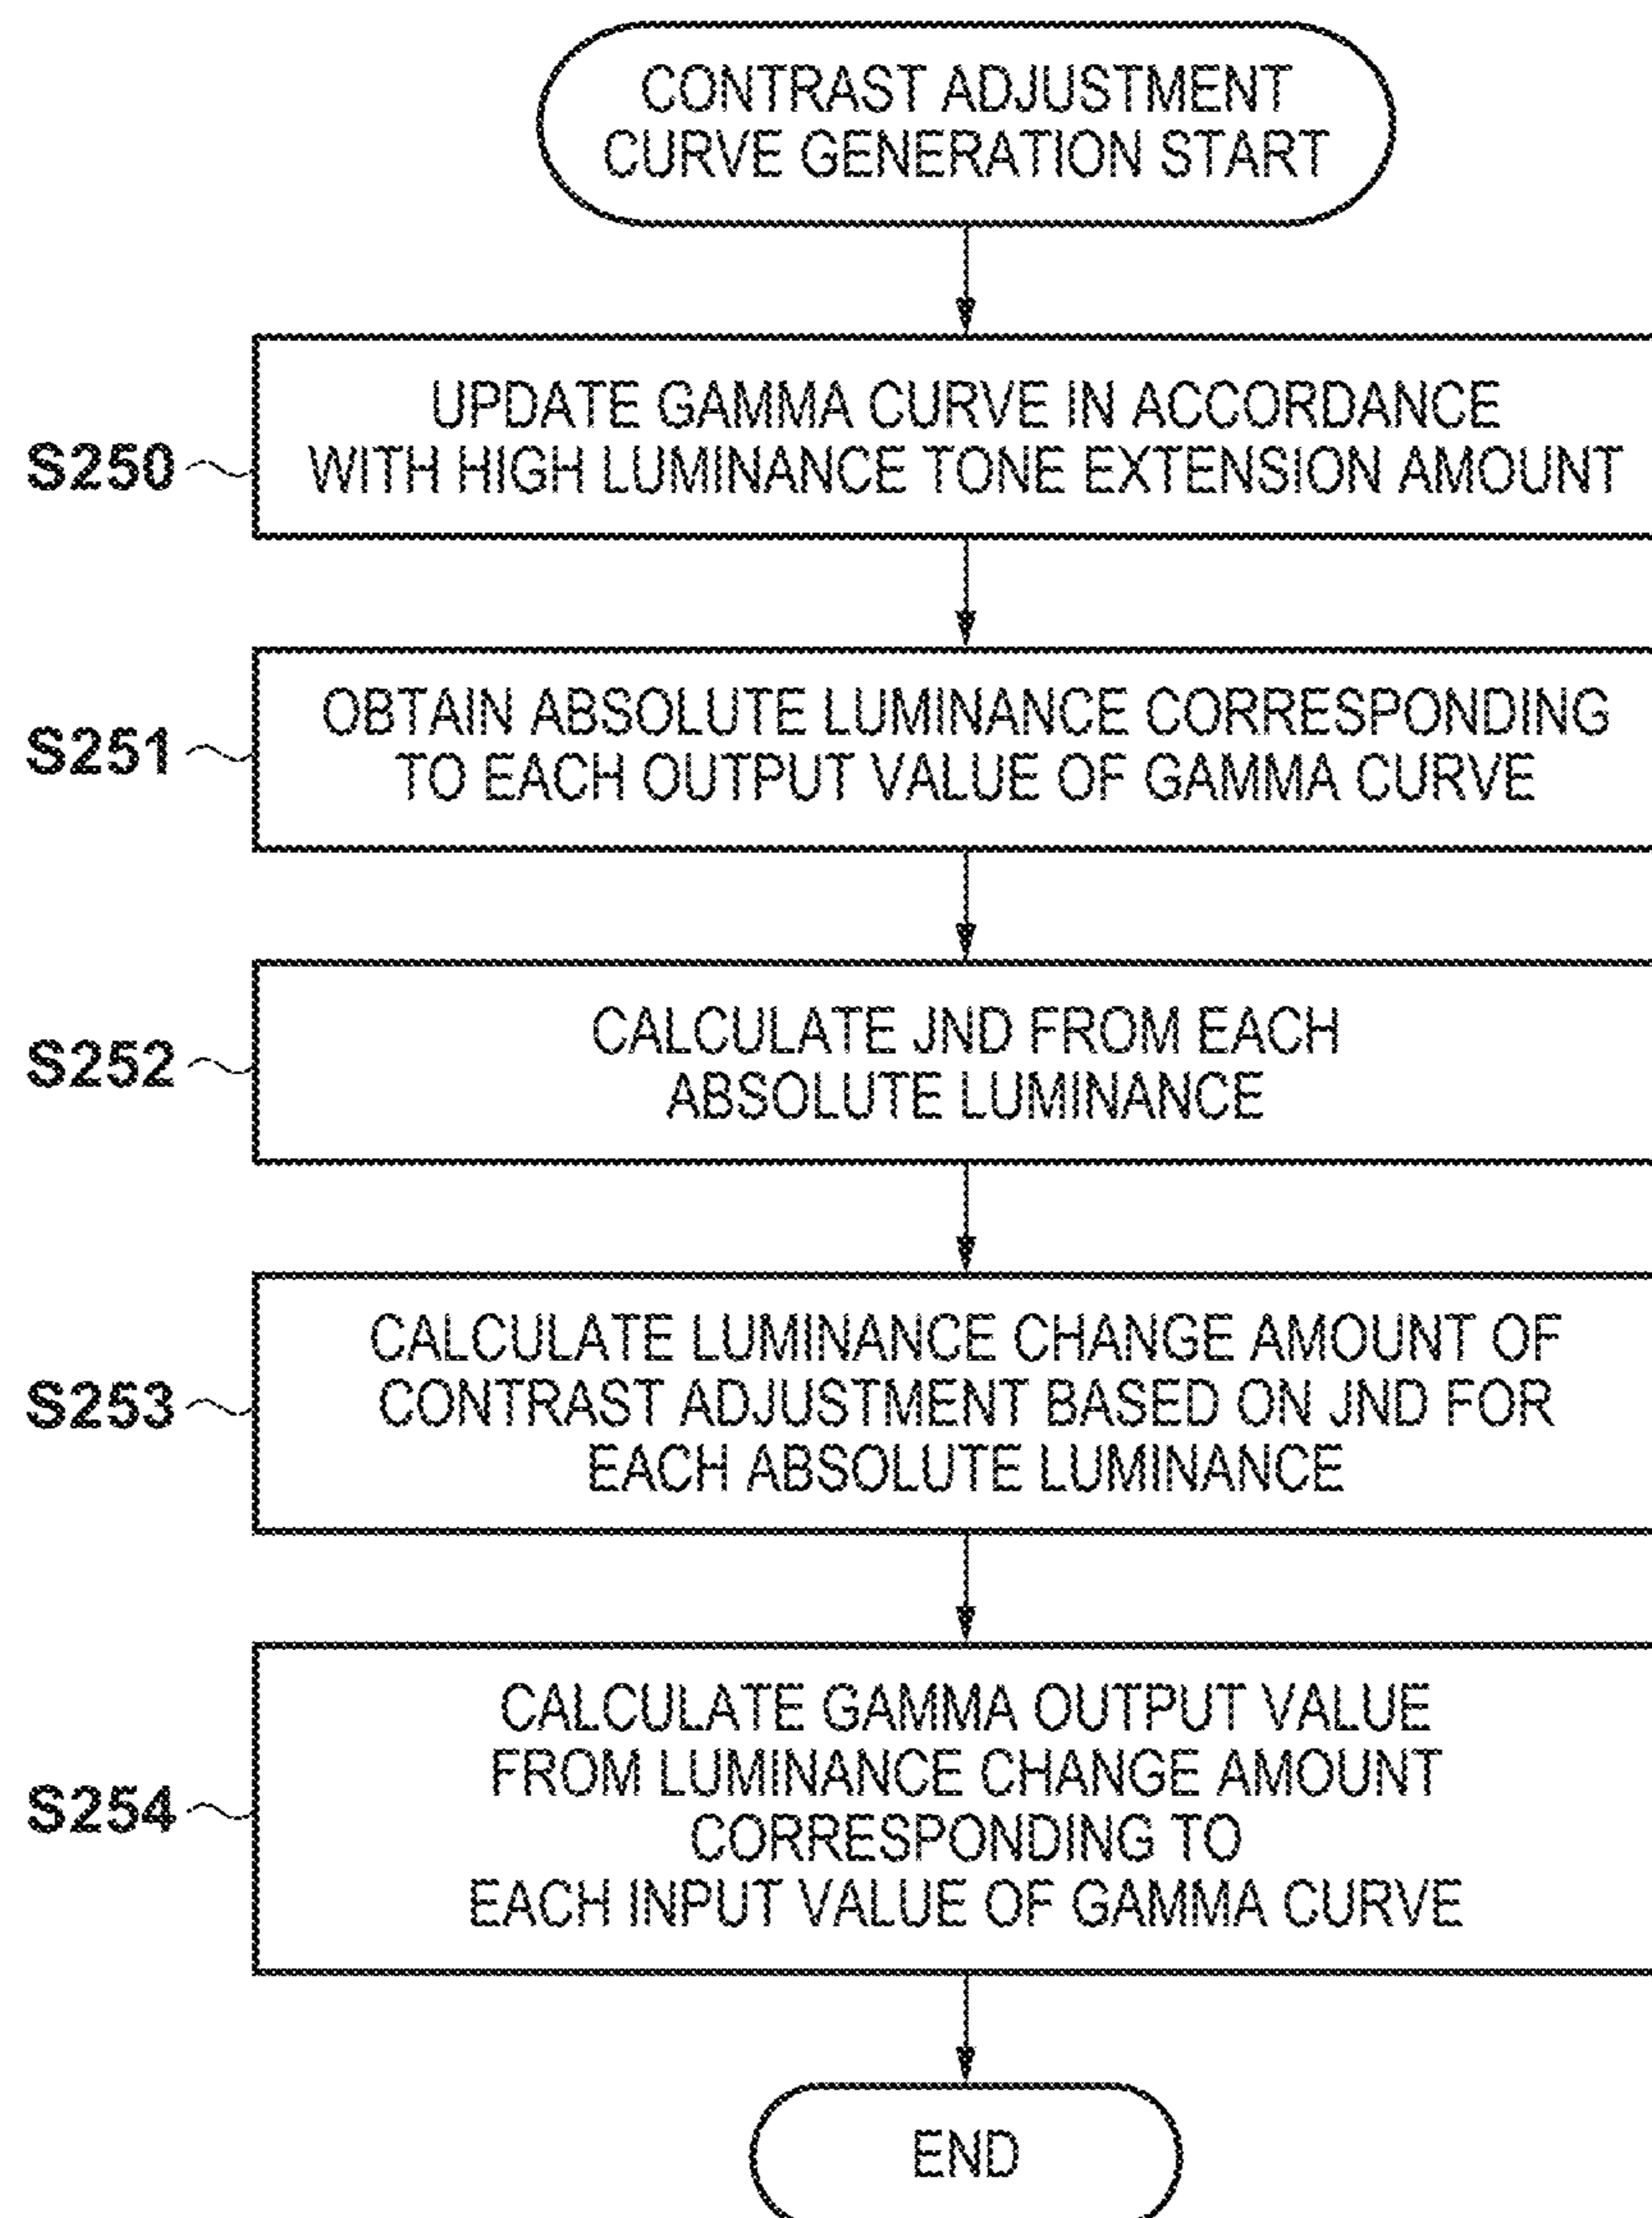 CONTRAST ADJUSTMENT
CURVE GENERATION START
UPDATE GAMMA CURVE IN ACCORDANCE
WITH HIGH LUMINANCE TONE EXTENSION AMOUNT
S250
OBTAIN ABSOLUTE LUMINANCE CORRESPONDING
TO EACH OUTPUT VALUE OF GAMMA CURVE
S251
CALCULATE JND FROM EACH
ABSOLUTE LUMINANCE
S252
CALCULATE LUMINANCE CHANGE AMOUNT OF
CONTRAST ADJUSTMENT BASED ON JND FOR
EACH ABSOLUTE LUMINANCE
S253
CALCULATE GAMMA OUTPUT VALUE
FROM LUMINANCE CHANGE AMOUNT
CORRESPONDING TO
EACH INPUT VALUE OF GAMMA CURVE
S254
END